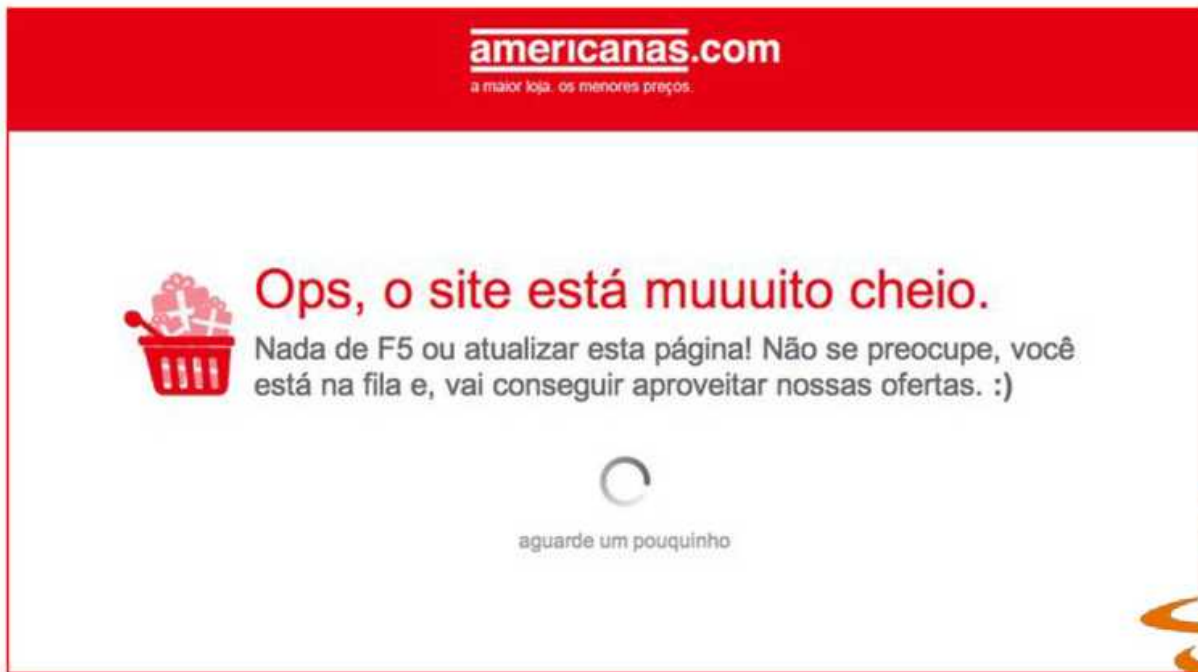 americanas.com
a maior loja. os menores preços.
Ops, o site está muuuito cheio.
Nada de F5 ou atualizar esta página! Não se preocupe, você
está na fila e, vai conseguir aproveitar nossas ofertas. :)
aguarde um pouquinho